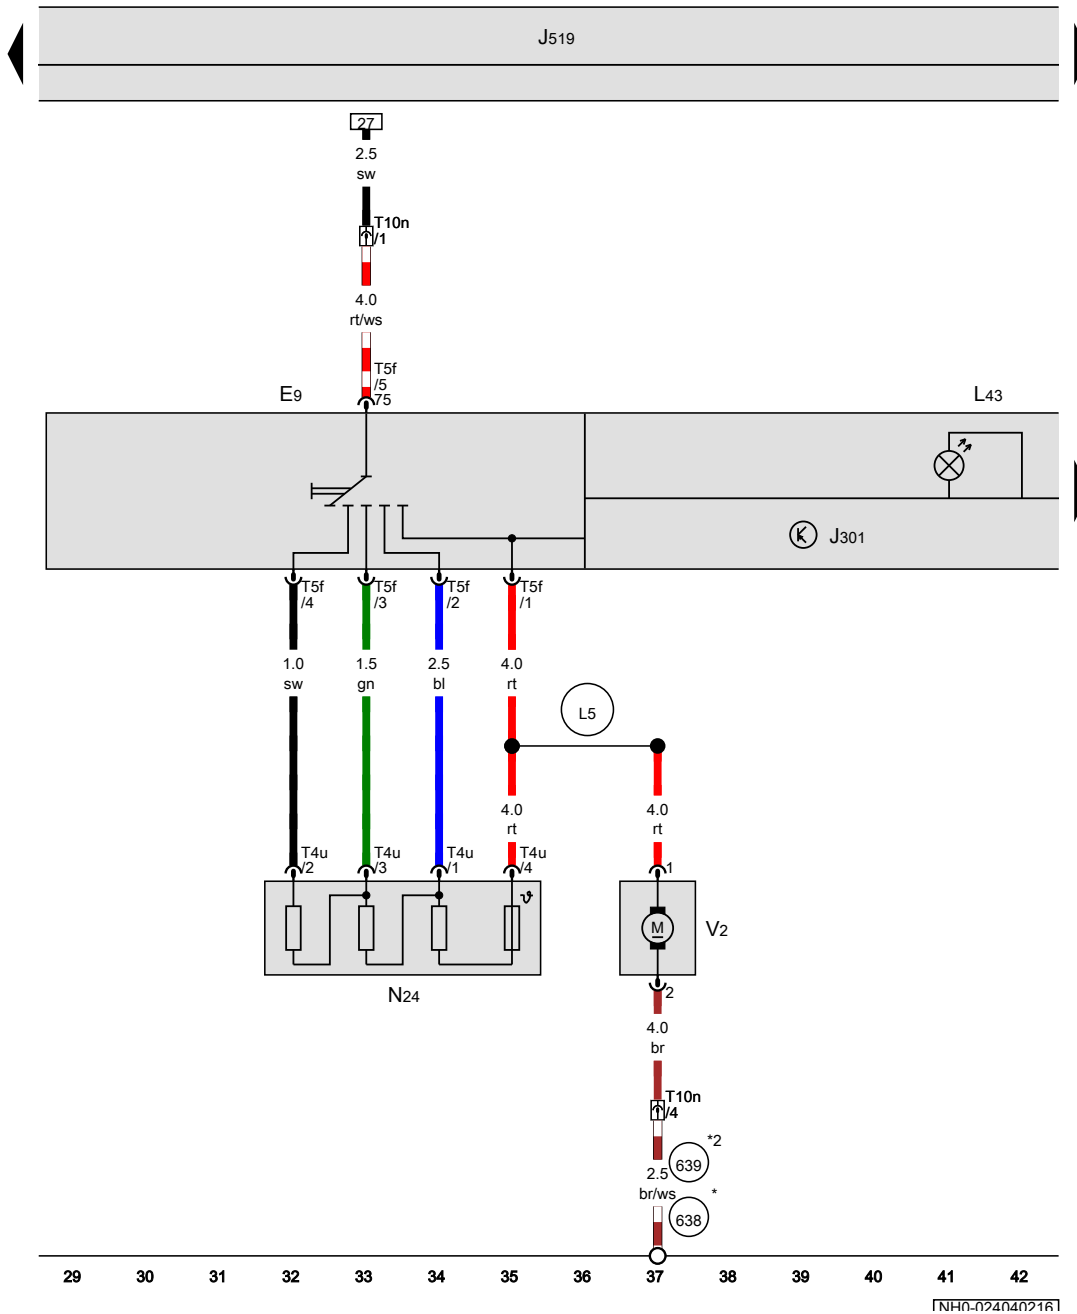 J519
27
2.5
sw
T10n
/1
4.0
rt/ws
T5f
/5
75
E9
L43
J301
T5f
/4
T5f
/3
T5f
/2
T5f
/1
1.0
sw
1.5
gn
2.5
bl
4.0
rt
L5
4.0
rt
4.0
rt
T4u
/2
T4u
/3
T4u
/1
T4u
/4
1
ϑ
M
V2
N24
2
4.0
br
T10n
/4
*2
639
2.5
br/ws
*
638
29 30 31 32 33 34 35 36 37 38 39 40 41 42
NH0-024040216